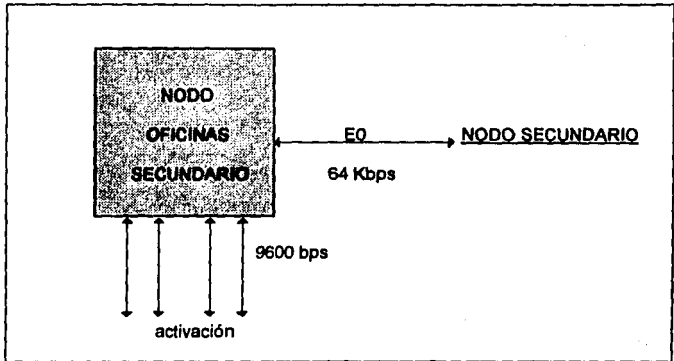 NODO
OFICINAS
SECUNDARIO
E0
64 Kbps
NODO SECUNDARIO
9600 bps
activación